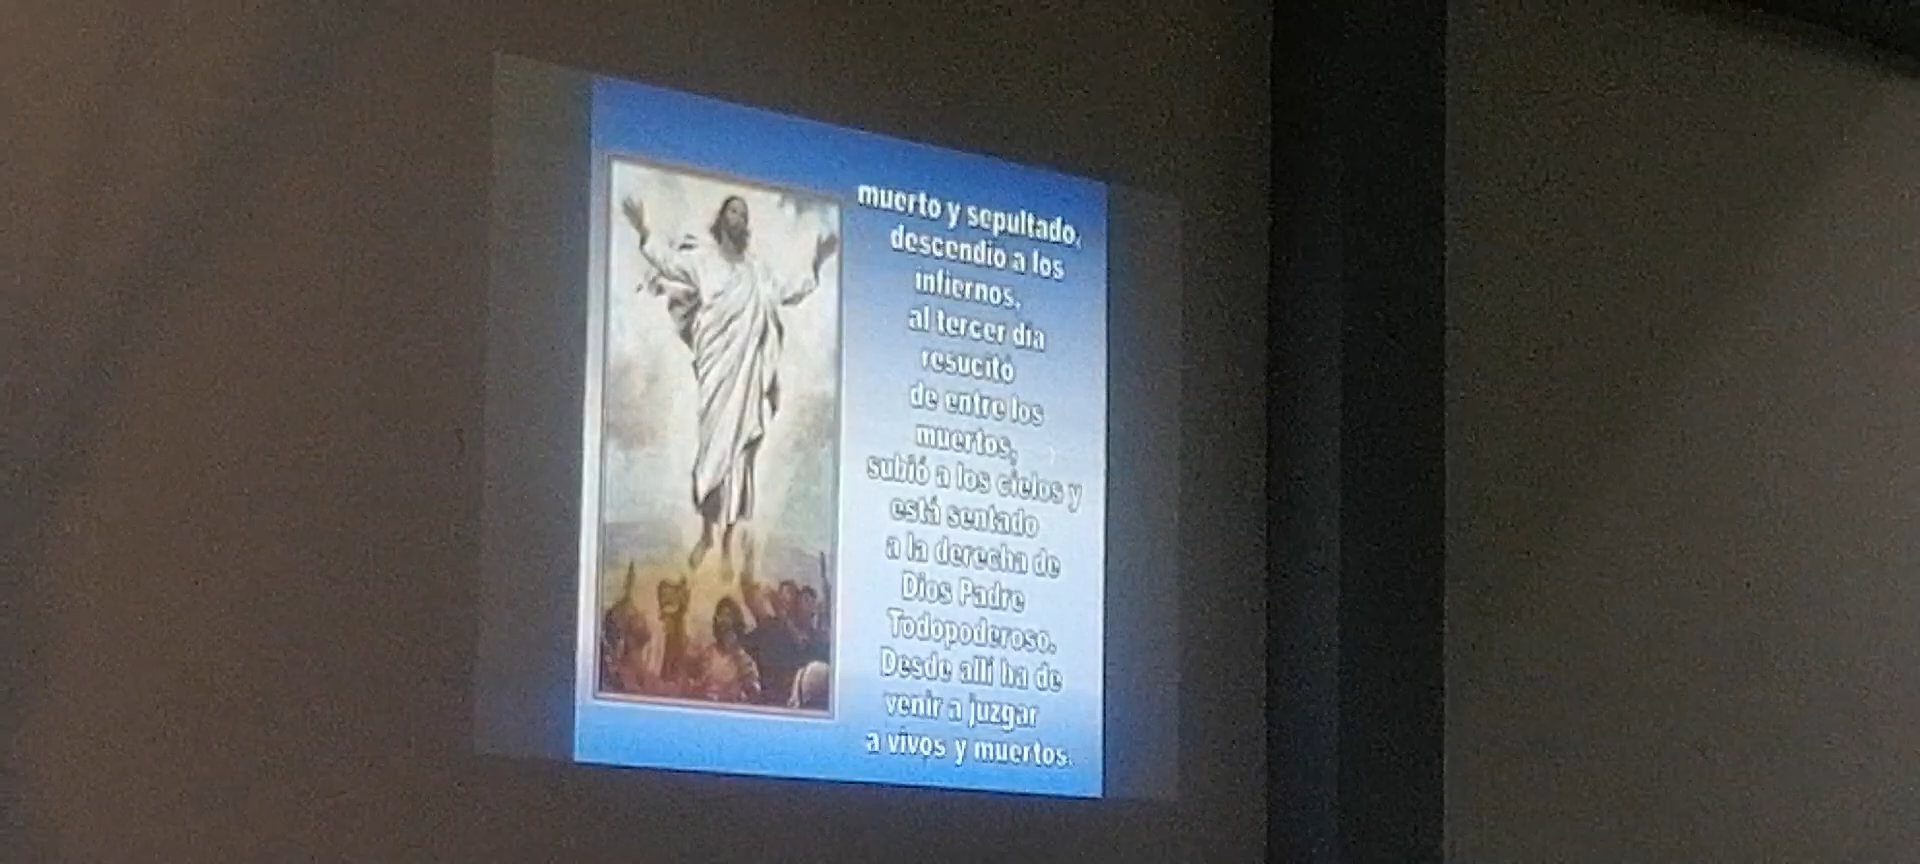 muerto y sepultado,
descendio a los
infiernos,
al tercer dia
resucitó
de entre los
muertos,
subió a los cielos y
está sentado
a la derecha de
Dios Padre
Todopoderoso.
Desde allí ha de
venir a juzgar
a vivos y muertos.